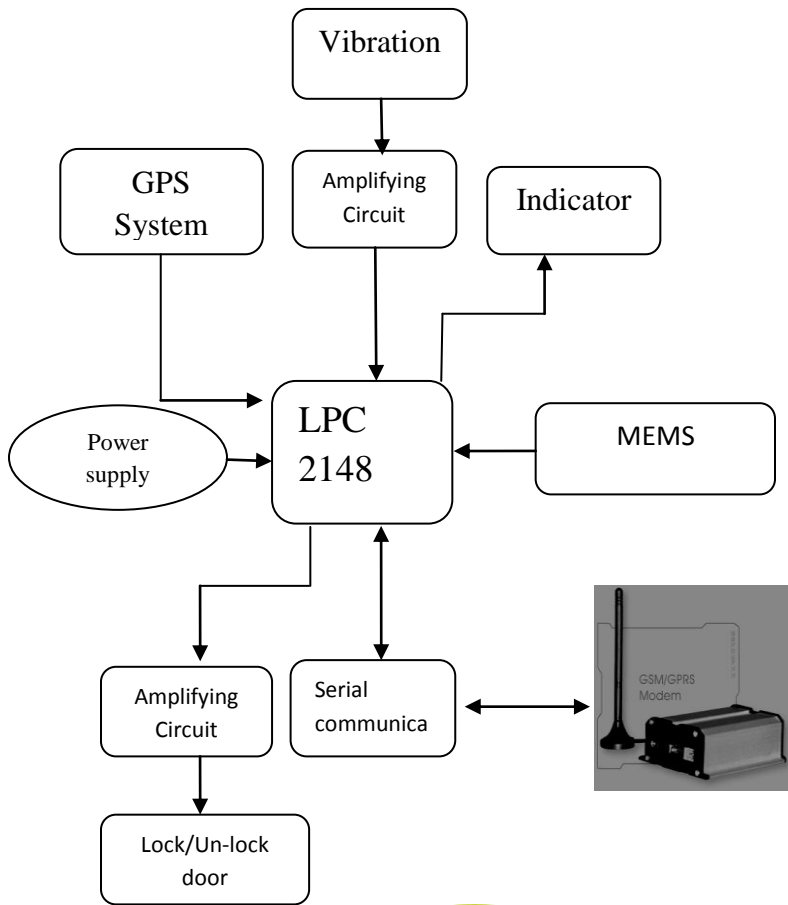 Vibration
GPS
System
Amplifying
Circuit
Indicator
LPC
2148
Power
supply
MEMS
Amplifying
Circuit
Serial
communica
GSM/GPRS
Modem
Lock/Un-lock
door